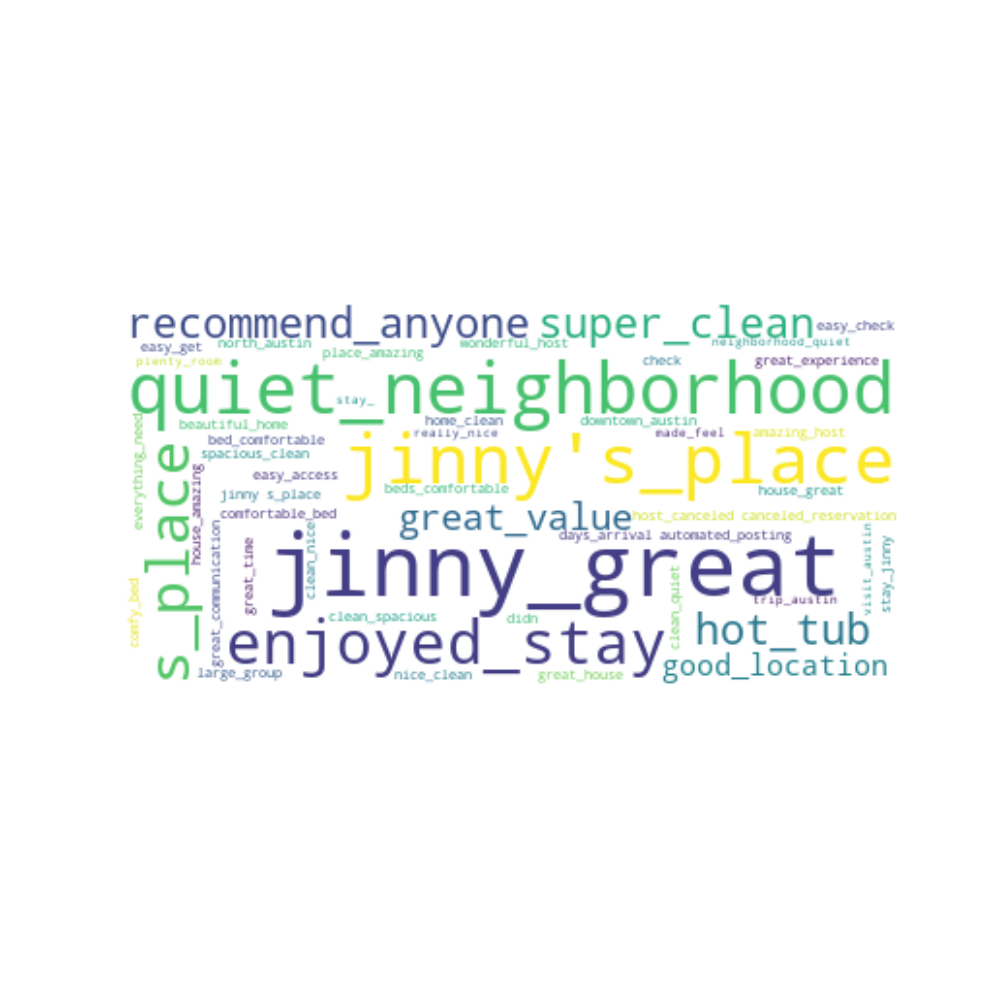 recommend_anyone
super_clean
easy_check
easy_get
north_austin
place_amazing
wonderful_host
neighborhood_quiet
plenty_room
check
great_experience
quiet_neighborhood
stay_
everything_need
beautiful_home
home_clean
downtown_austin
bed_comfortable
really_nice
made_feel
amazing_host
spacious_clean
jinny's_place
s_place
house_amazing
easy_access
jinny s_place
beds_comfortable
house_great
comfortable_bed
great_value
host_canceled canceled_reservation
great_communication
great_time
clean_nice
days_arrival automated_posting
jinny_great
visit_austin
stay_jinny
comfy_bed
clean_quiet
trip_austin
clean_spacious
didn
enjoyed_stay
hot_tub
good_location
large_group
nice_clean
great_house